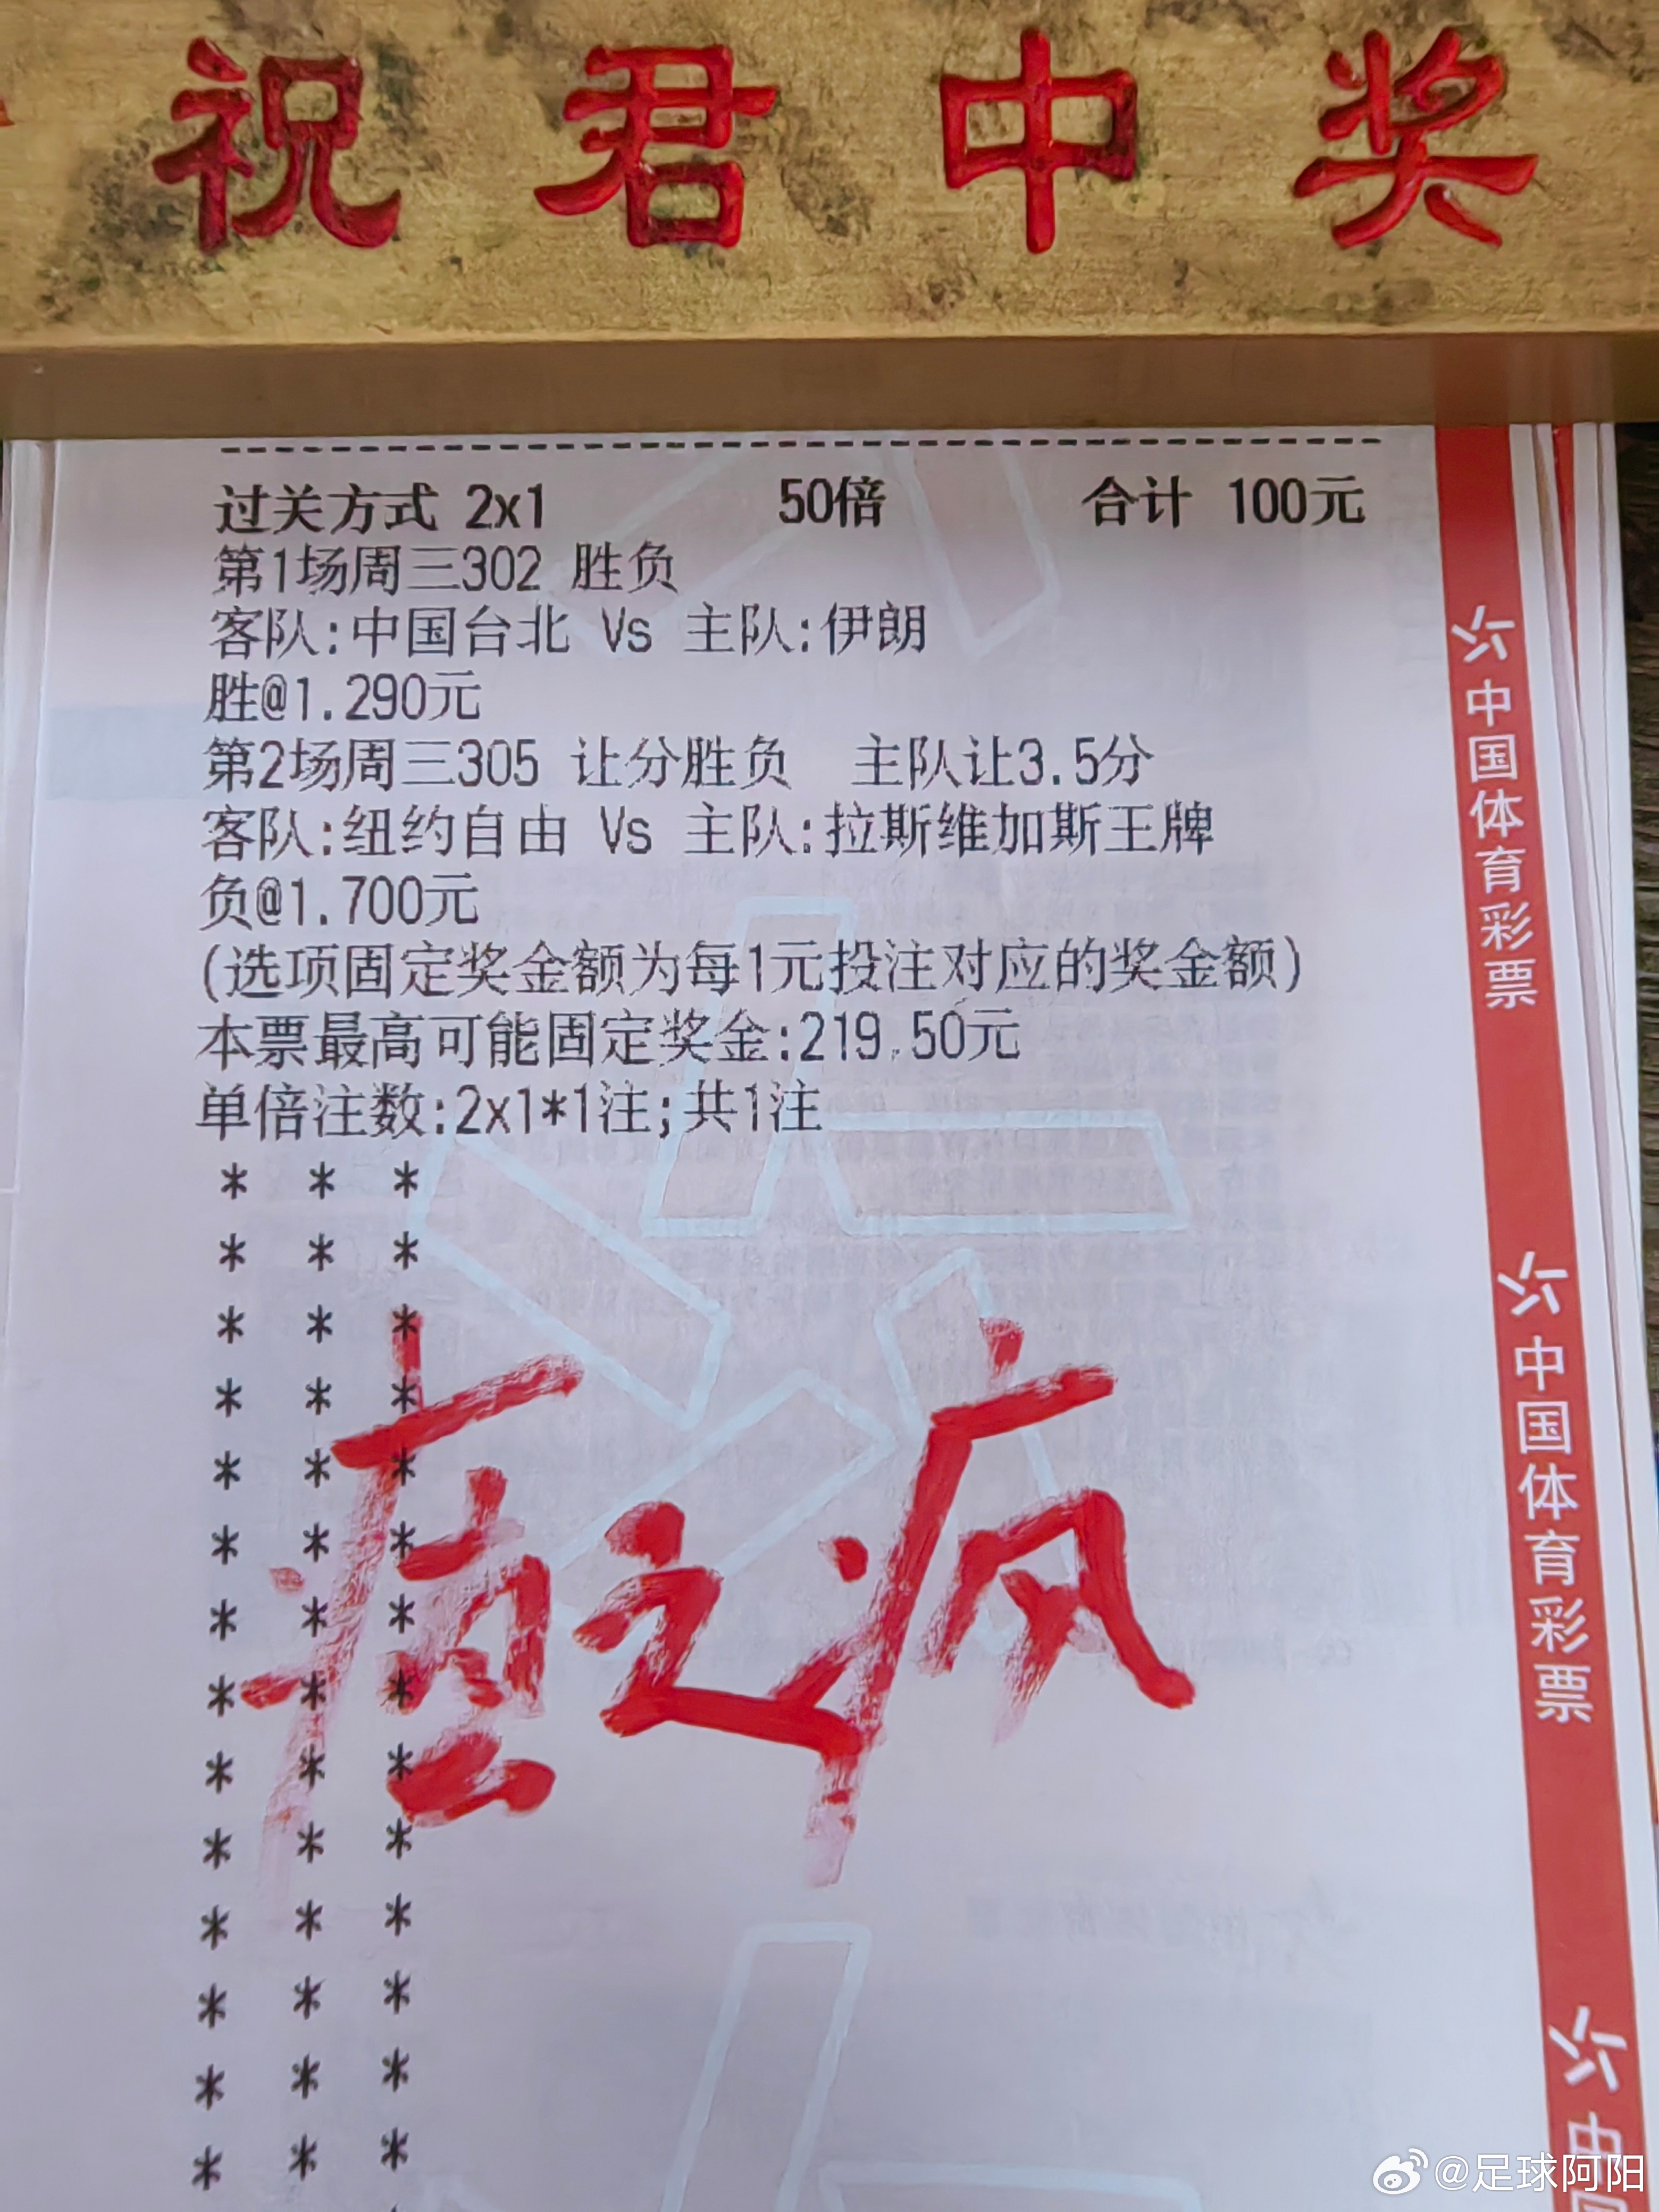 祝君中奖
过关方式 2x1 50倍 合计 100元
第1场周三302 胜负
客队:中国台北 Vs 主队:伊朗
胜@1.290元
第2场周三305 让分胜负 主队让3.5分
客队:纽约自由 Vs 主队:拉斯维加斯王牌
负@1.700元
(选项固定奖金额为每1元投注对应的奖金额)
本票最高可能固定奖金:219.50元
单倍注数:2x1*1注;共1注
* * *
* * *
* * *
* * *
* * *
* * *
* * *
* * *
* * *
* * *
* * *
* * *
* * *
* * *
中国体育彩票
中国体育彩票
中国
@足球阿阳